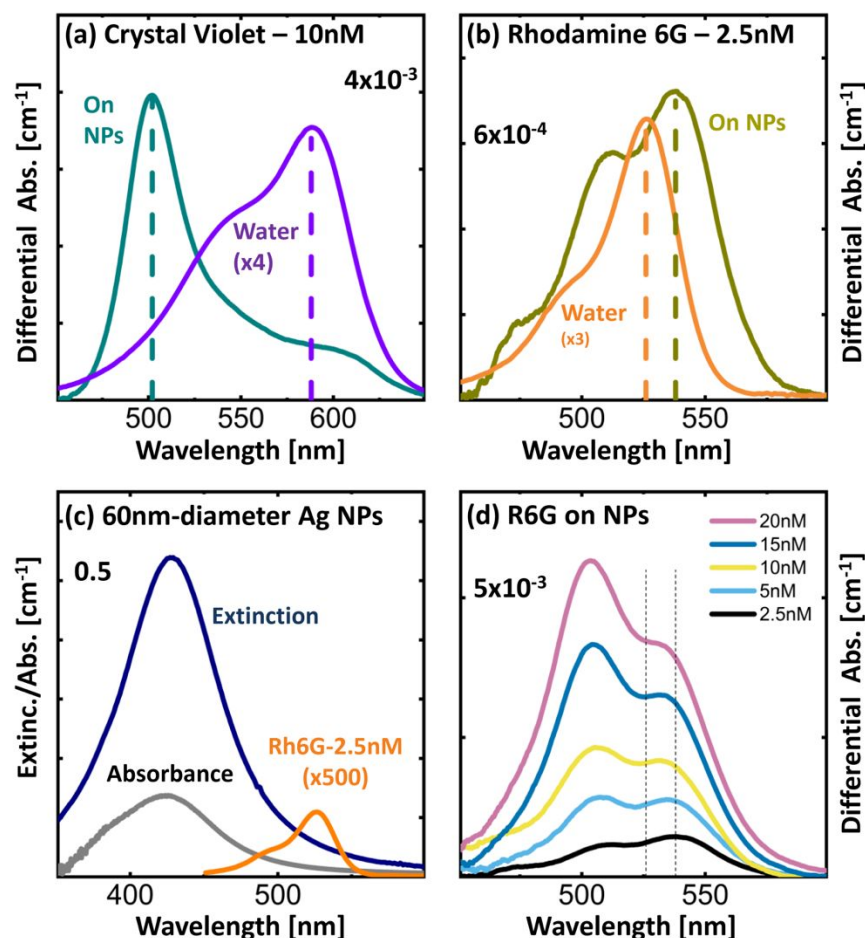 (a) Crystal Violet – 10nM
4x10⁻³
On
NPs
Water
(x4)
Differential Abs. [cm⁻¹]
500
550
600
Wavelength [nm]
(b) Rhodamine 6G – 2.5nM
6x10⁻⁴
On NPs
Water
(x3)
Differential Abs. [cm⁻¹]
500
550
Wavelength [nm]
(c) 60nm-diameter Ag NPs
0.5
Extinction
Absorbance
Rh6G-2.5nM
(x500)
Extinc./Abs. [cm⁻¹]
400
500
Wavelength [nm]
(d) R6G on NPs
5x10⁻³
20nM
15nM
10nM
5nM
2.5nM
Differential Abs. [cm⁻¹]
500
550
Wavelength [nm]